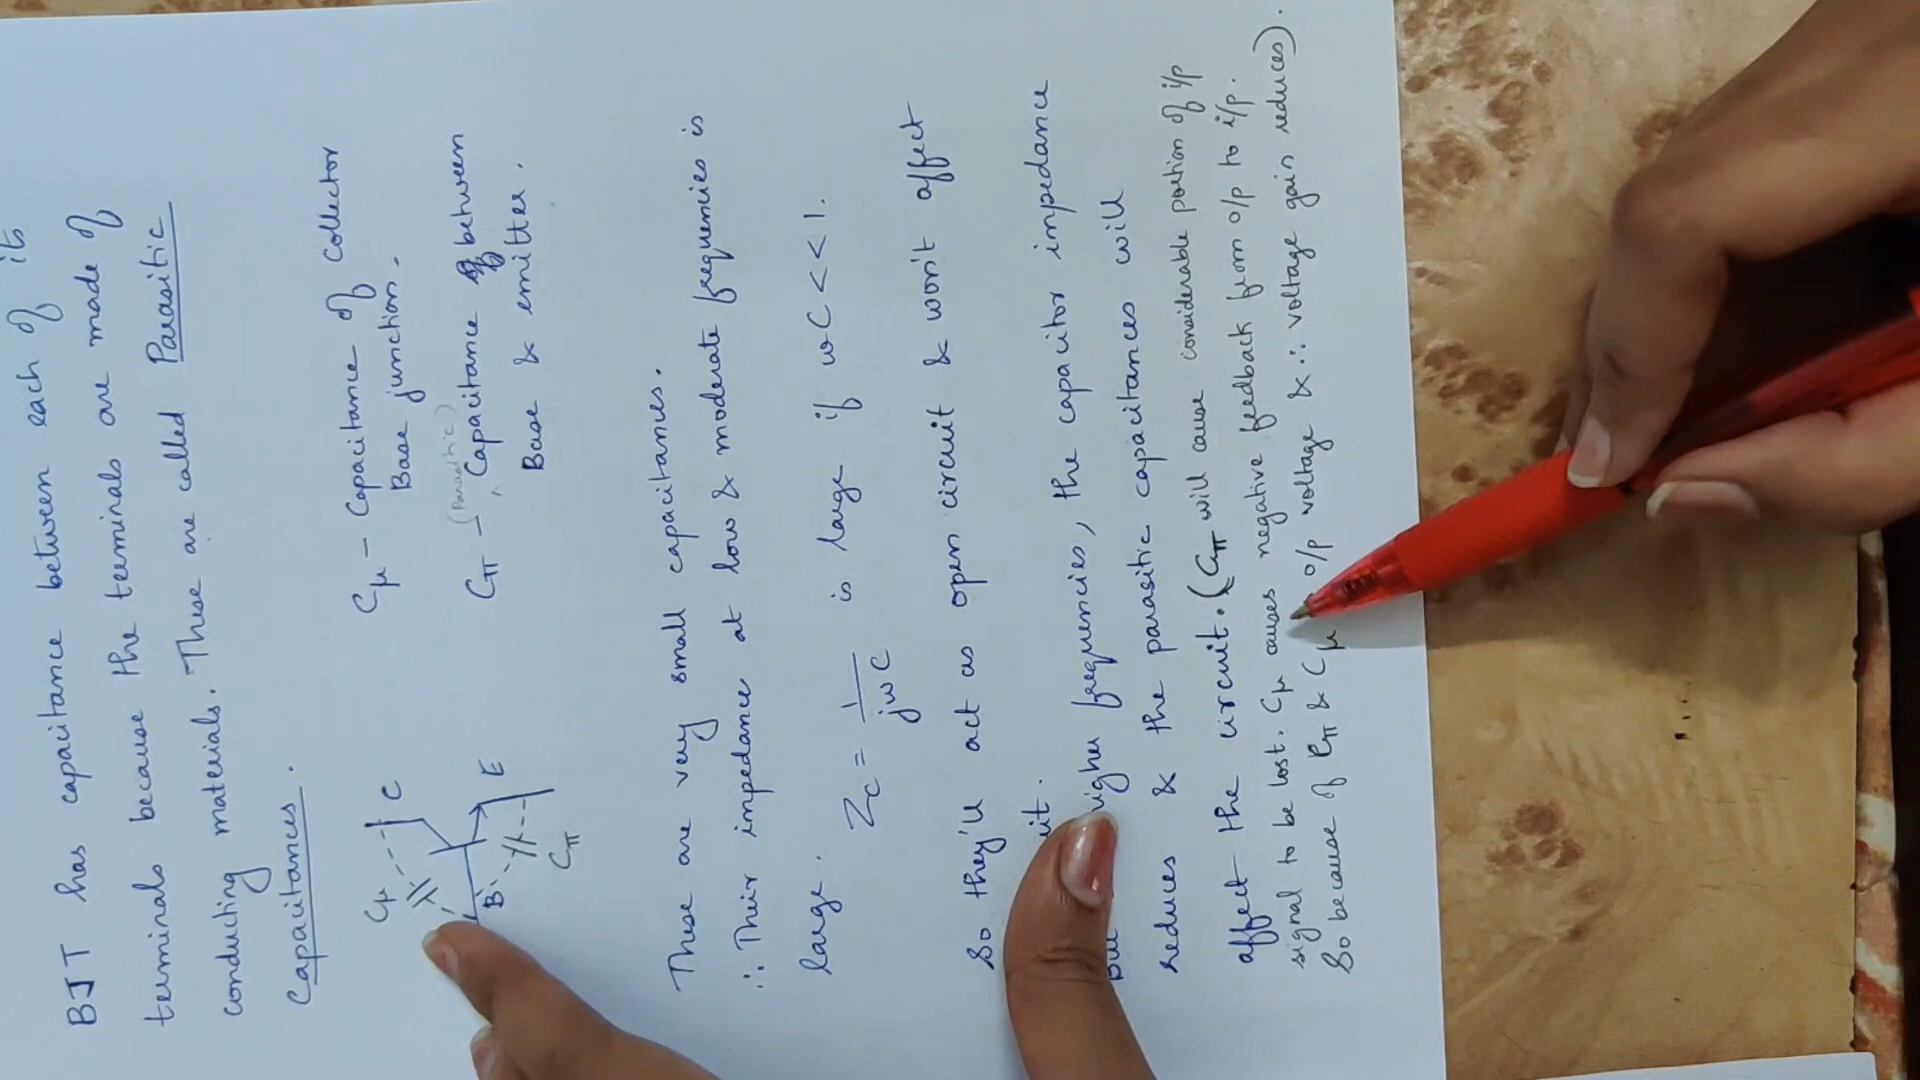 BJT has capacitance between each of its
terminals because the terminals are made of
conducting materials. These are called Parasitic
Capacitances.
Cμ - Capacitance of collector
Base junction.
(Parasitic)
Cπ - Capacitance between
Base & emitter.
Cμ
C
B
E
Cπ
These are very small capacitances.
∴ Their impedance at low & moderate frequencies is
large.
Zc = 1/jωC is large if ωC <<1.
So they'll act as open circuit & won't affect
uit.
igher frequencies, the capacitor impedance
reduces & the parasitic capacitances will
affect the circuit. (Cπ will cause considerable portion of i/p
signal to be lost. Cμ causes negative feedback from o/p to i/p.
So because of Cπ & Cμ o/p voltage & ∴ voltage gain reduces).